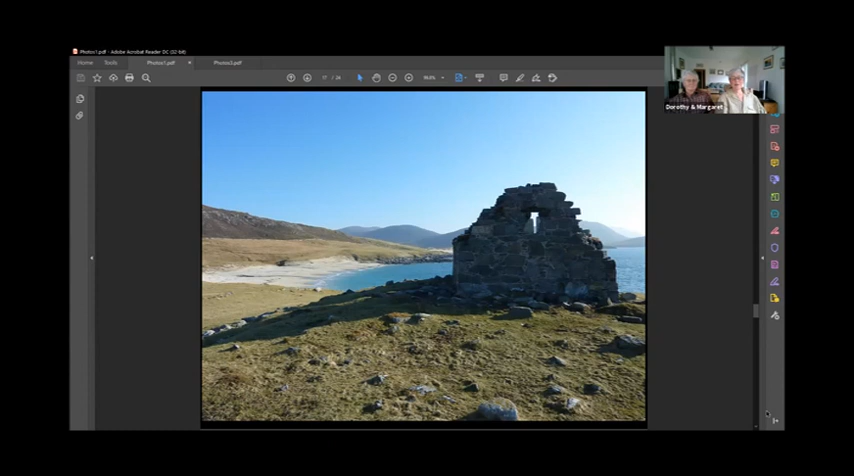 Photos1.pdf - Adobe Acrobat Reader DC (32-bit)
Home
Tools
Photos1.pdf
Photos3.pdf
Dorothy & Margaret